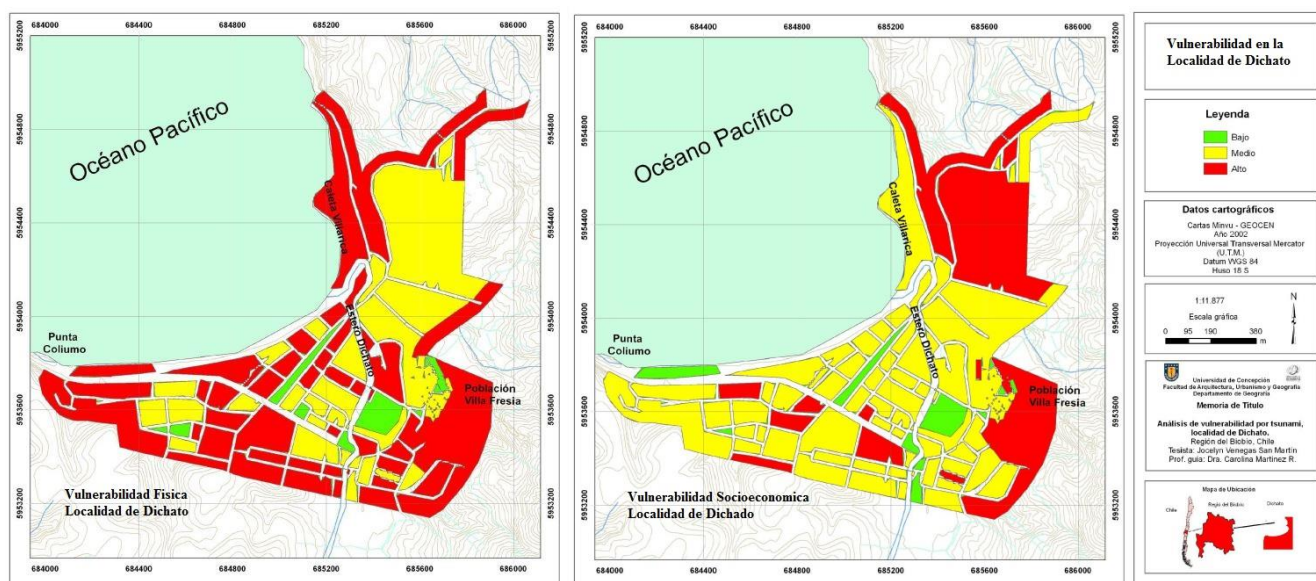 684000 684400 684800 685200 685600 686000
5955200
5954800
5954400
5954000
5953600
5953200
Océano Pacífico
Caleta Villarica
Estero Dichato
Punta
Coliumo
Población
Villa Fresia
Vulnerabilidad Fisica
Localidad de Dichato
684000 684400 684800 685200 685600 686000
5955200
5954800
5954400
5954000
5953600
5953200
Océano Pacífico
Caleta Villarica
Estero Dichato
Punta
Coliumo
Población
Villa Fresia
Vulnerabilidad Socioeconomica
Localidad de Dichado
684000 684400 684800 685200 685600 686000
Vulnerabilidad en la
Localidad de Dichato
Leyenda
Bajo
Medio
Alto
Datos cartográficos
Cartas Minvu - GEOCEN
Año 2002
Proyección Universal Transversal Mercator
(U.T.M.)
Datum WGS 84
Huso 18 S
1:11.877
Escala gráfica
N
0 95 190 380
m
Universidad de Concepción
Facultad de Arquitectura, Urbanismo y Geografía
Departamento de Geografía
Memoria de Título
Análisis de vulnerabilidad por tsunami,
localidad de Dichato.
Región del Biobío, Chile
Tesista: Jocelyn Venegas San Martín
Prof. guía: Dra. Carolina Martínez R.
Mapa de Ubicación
Chile
Región del Biobío
Dichato